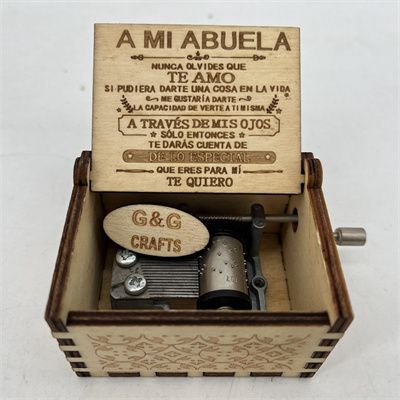 A MI ABUELA
NUNCA OLVIDES QUE
TE AMO
SI PUDIERA DARTE UNA COSA EN LA VIDA
ME GUSTARÍA DARTE
LA CAPACIDAD DE VERTE A TI MISMA
A TRAVÉS DE MIS OJOS
SÓLO ENTONCES
TE DARÁS CUENTA DE
DE LO ESPECIAL
QUE ERES PARA MÍ
TE QUIERO
G&G
CRAFTS